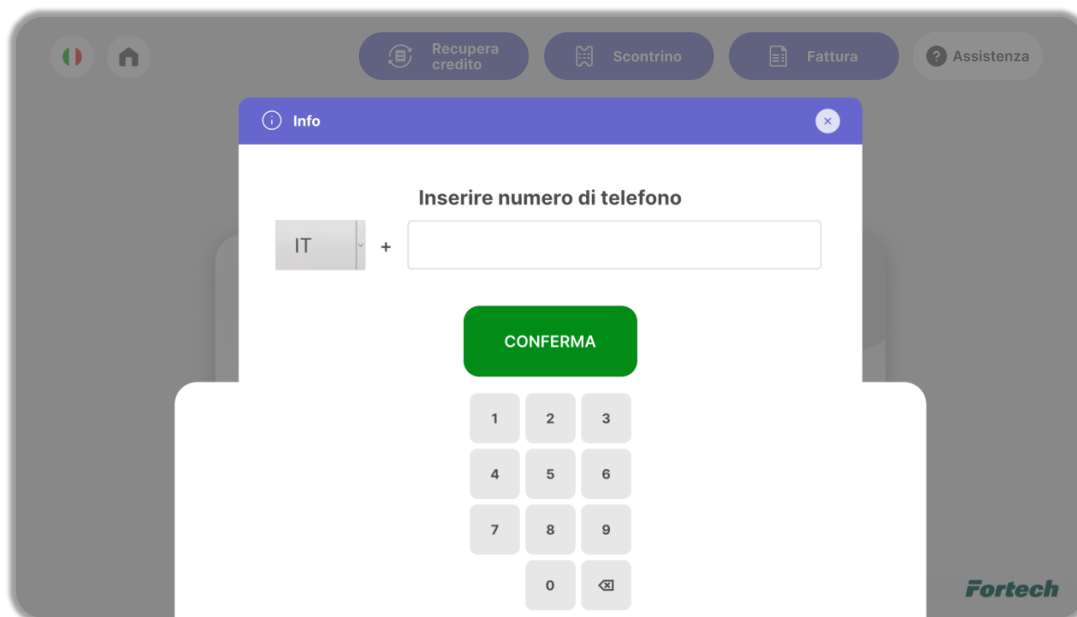 Recupera
credito
Scontrino
Fattura
? Assistenza
Info
Inserire numero di telefono
IT +
CONFERMA
1 2 3
4 5 6
7 8 9
0
Fortech